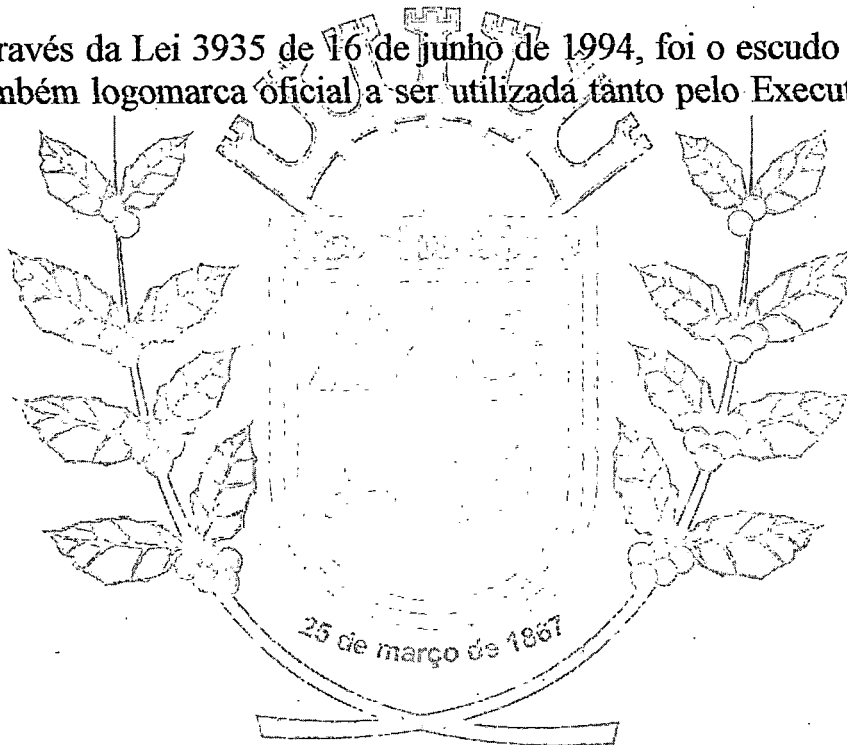 ravés da Lei 3935 de 16 de junho de 1994, foi o escudo
mbém logomarca oficial a ser utilizada tanto pelo Execut
25 de março de 1867